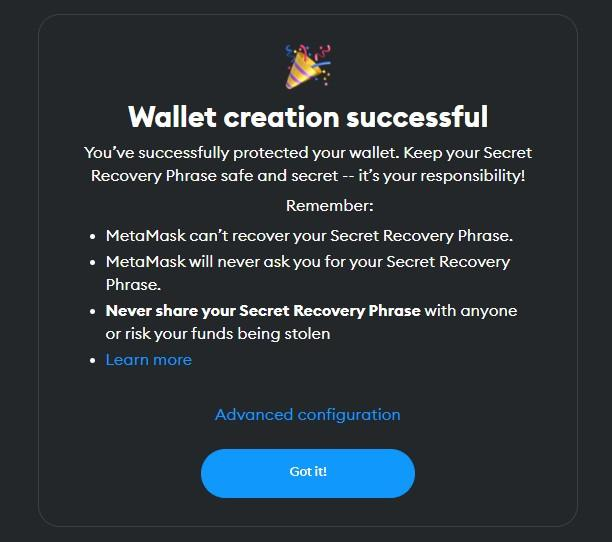 Wallet creation successful
You’ve successfully protected your wallet. Keep your Secret
Recovery Phrase safe and secret -- it’s your responsibility!
Remember:
• MetaMask can’t recover your Secret Recovery Phrase.
• MetaMask will never ask you for your Secret Recovery
Phrase.
• Never share your Secret Recovery Phrase with anyone
or risk your funds being stolen
• Learn more
Advanced configuration
Got it!